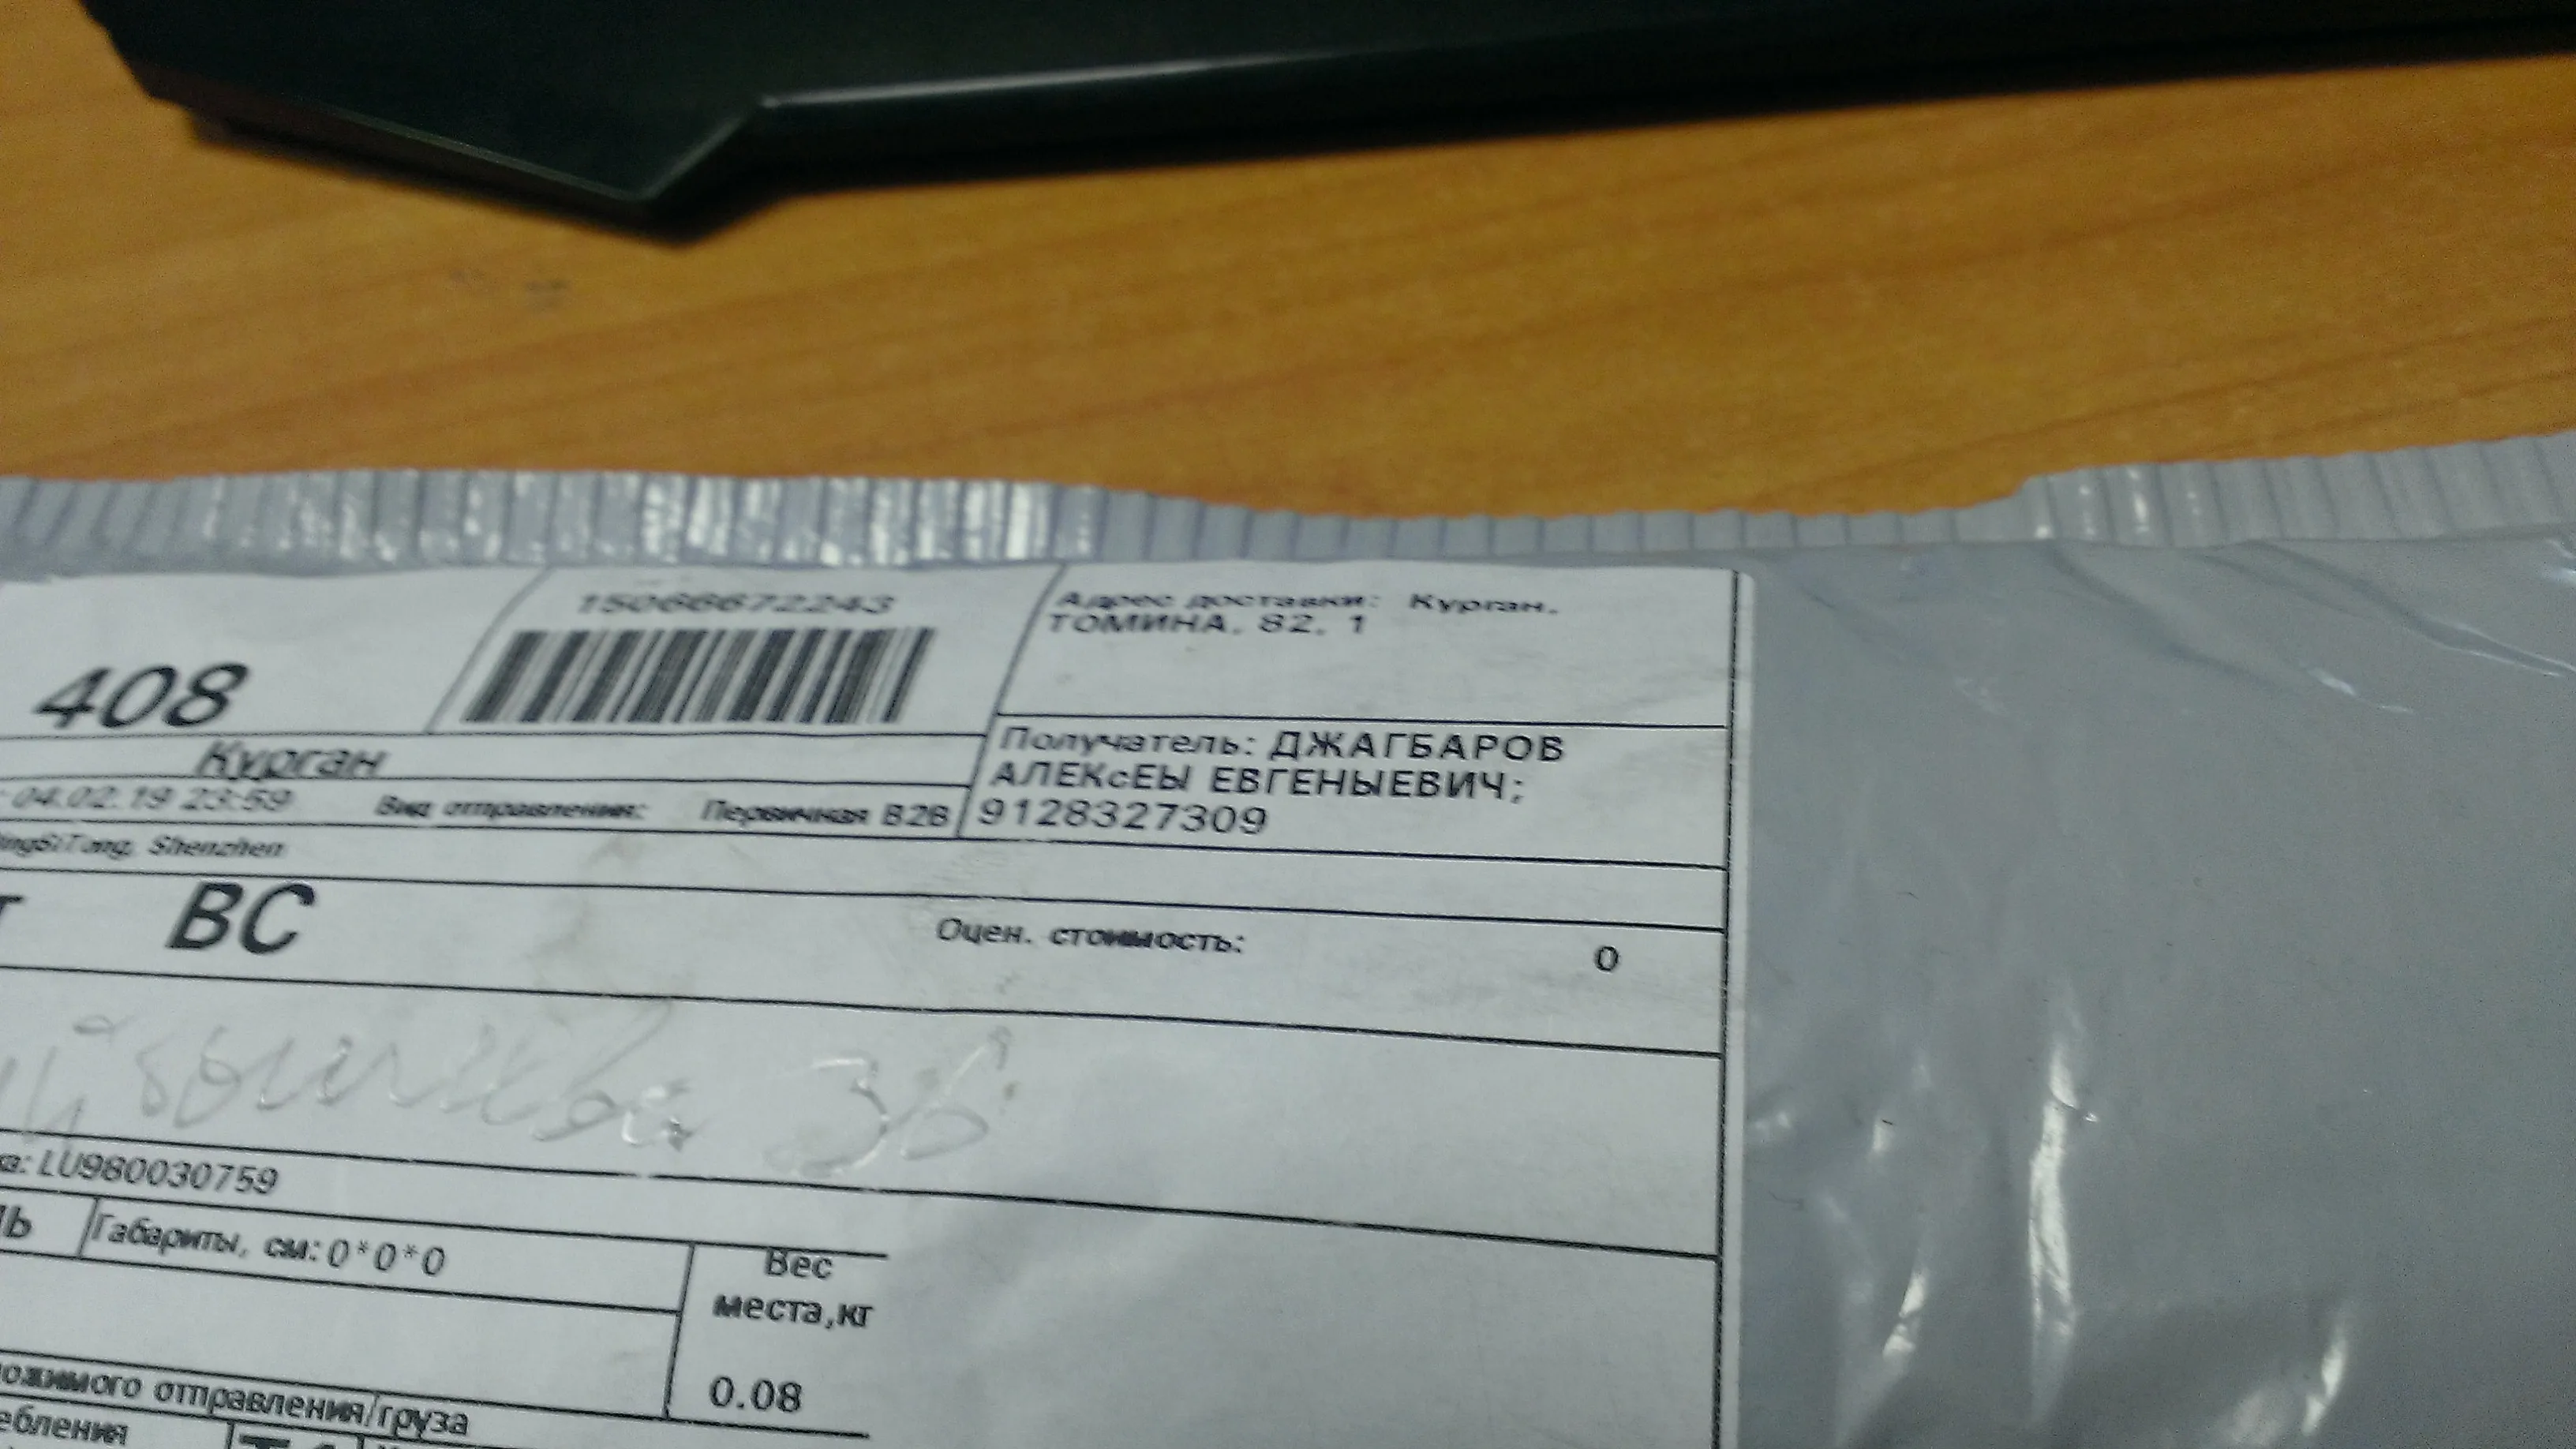 408
15066672243
Адрес доставки: Курган,
ТОМИНА, 82, 1
Курган
Получатель: ДЖАГБАРОВ
АЛЕКсЕЫ ЕВГЕНЫЕВИЧ;
9128327309
04.02.19 23:59 Вид отправления: Первичная B2B
Shenzhen
ВС
Оцен. стоимость: 0
36
LU980030759
Габариты, см: 0*0*0
Вес
места,кг
0.08
отправления/груза